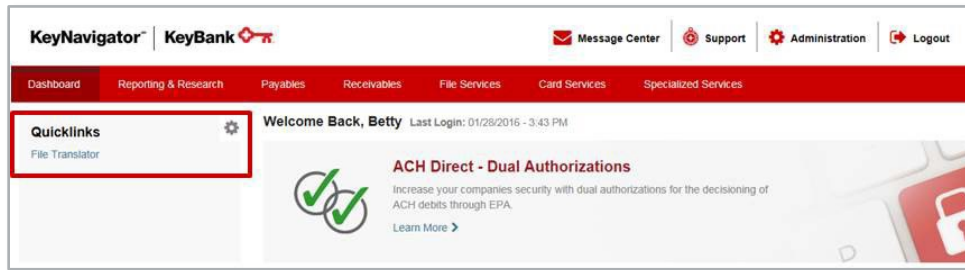 KeyNavigator™ | KeyBank
Message Center
Support
Administration
Logout
Dashboard
Reporting & Research
Payables
Receivables
File Services
Card Services
Specialized Services
Quicklinks
File Translator
Welcome Back, Betty Last Login: 01/28/2016 - 3:43 PM
ACH Direct - Dual Authorizations
Increase your companies security with dual authorizations for the decisioning of
ACH debits through EPA.
Learn More >
D